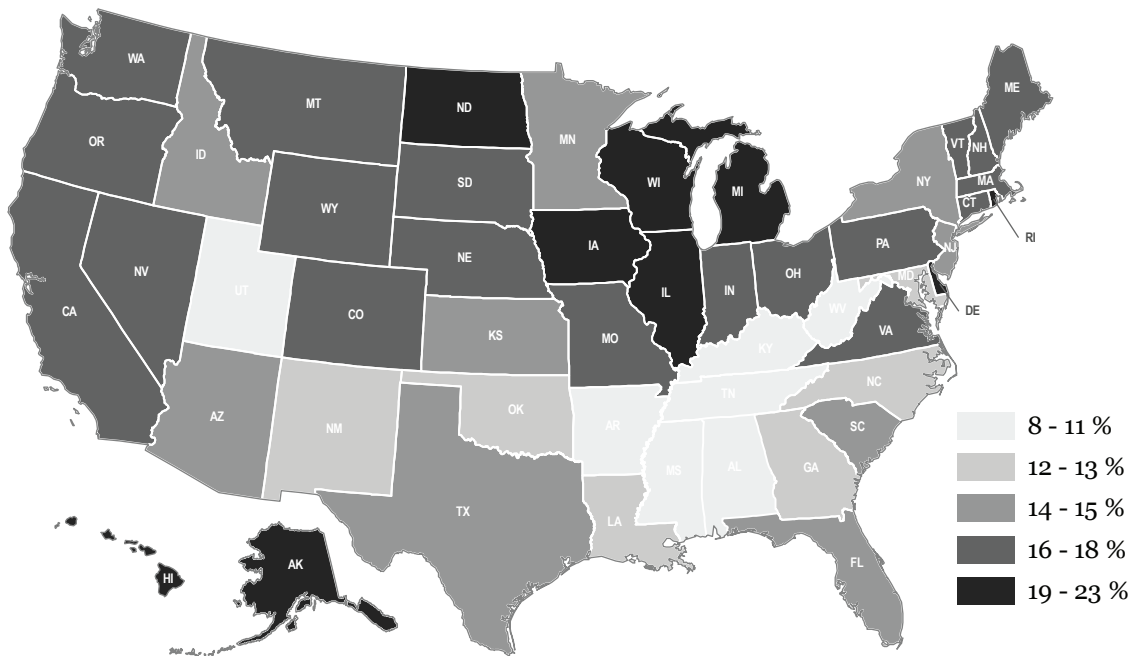 WA
MT
ND
MN
ME
OR
ID
SD
WI
MI
VT
NH
NY
MA
CT
RI
WY
NE
IA
PA
NJ
NV
UT
CO
IL
IN
OH
MD
DE
CA
KS
MO
WV
VA
KY
AZ
NM
OK
AR
TN
NC
SC
MS
AL
GA
TX
LA
FL
HI
AK
8 - 11 %
12 - 13 %
14 - 15 %
16 - 18 %
19 - 23 %